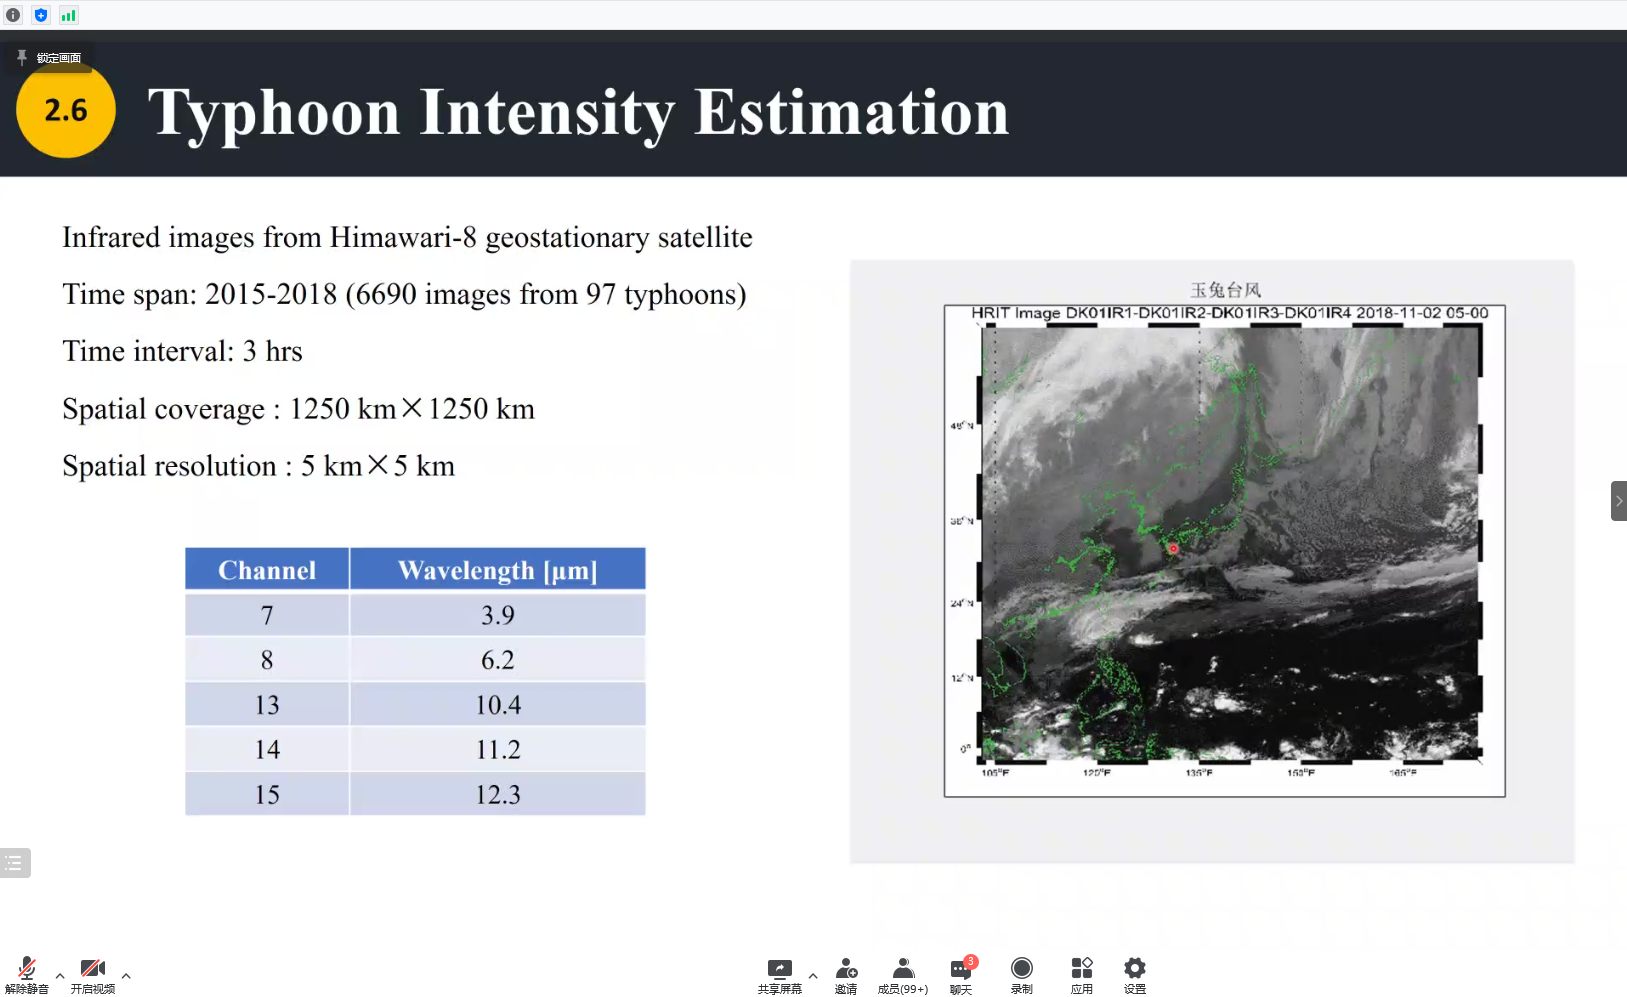 锁定画面
2.6
Typhoon Intensity Estimation
Infrared images from Himawari-8 geostationary satellite
Time span: 2015-2018 (6690 images from 97 typhoons)
Time interval: 3 hrs
Spatial coverage : 1250 km×1250 km
Spatial resolution : 5 km×5 km
Channel Wavelength [μm]
7 3.9
8 6.2
13 10.4
14 11.2
15 12.3
玉兔台风
HRIT Image DK01IR1-DK01IR2-DK01IR3-DK01IR4 2018-11-02 05-00
48°N
36°N
24°N
12°N
0°
105°E 120°E 135°E 150°E 165°E
解除静音 开启视频 共享屏幕 邀请 成员(99+) 聊天 3 录制 应用 设置